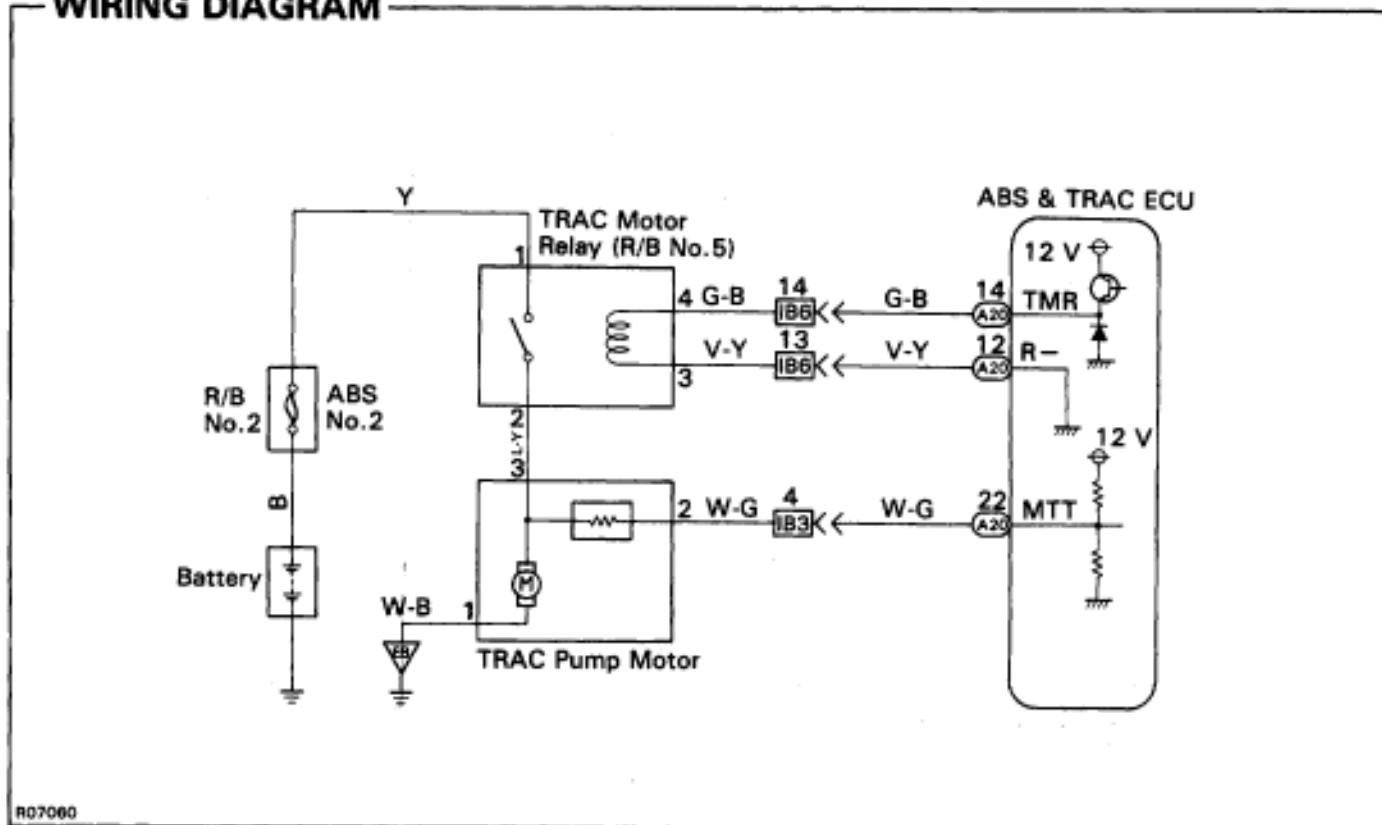 WIRING DIAGRAM
Y
ABS & TRAC ECU
TRAC Motor
Relay (R/B No.5)
1
12 V
4 G-B 14 IB6 G-B 14 A20 TMR
V-Y 13 IB6 V-Y 12 A20 R-
3
R/B No.2
ABS No.2
2
L-Y
3
12 V
B
2 W-G 4 IB3 W-G 22 A20 MTT
Battery
M
W-B 1
EB
TRAC Pump Motor
R07060